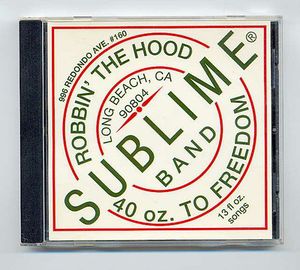 996 REDONDO AVE. #160
ROBBIN' THE HOOD
LONG BEACH, CA
90804
SUBLIME®
BAND
40 oz. TO FREEDOM
13 fl oz.
songs